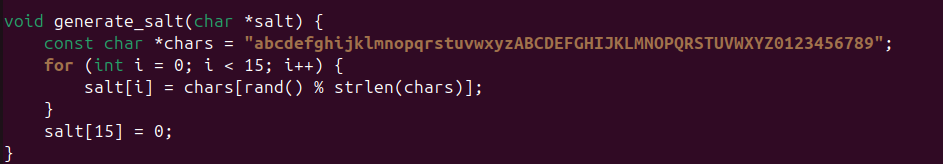 void generate_salt(char *salt) {
    const char *chars = "abcdefghijklmnopqrstuvwxyzABCDEFGHIJKLMNOPQRSTUVWXYZ0123456789";
    for (int i = 0; i < 15; i++) {
        salt[i] = chars[rand() % strlen(chars)];
    }
    salt[15] = 0;
}